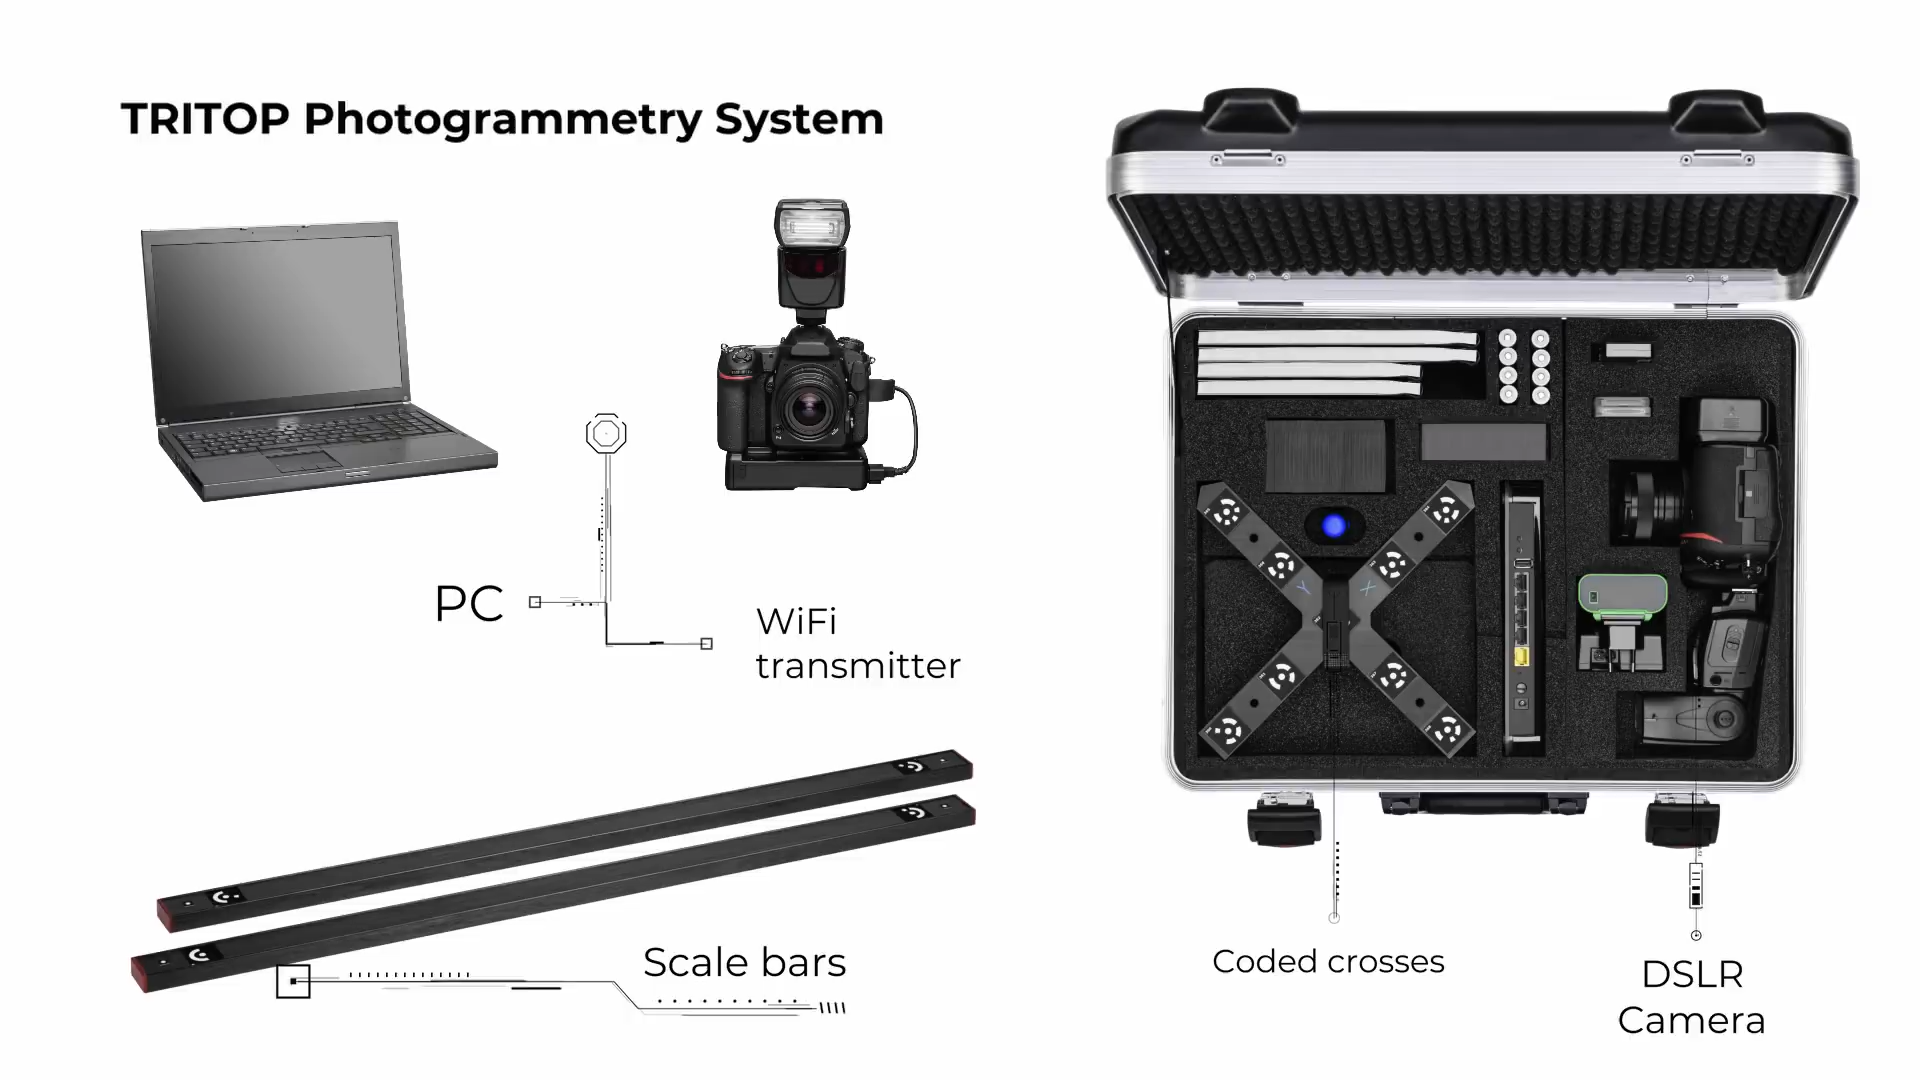 TRITOP Photogrammetry System
PC
WiFi
transmitter
Scale bars
Y
X
Coded crosses
DSLR
Camera